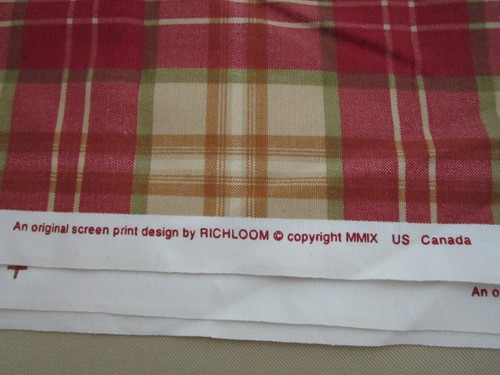 An original screen print design by RICHLOOM © copyright MMIX US Canada
An o